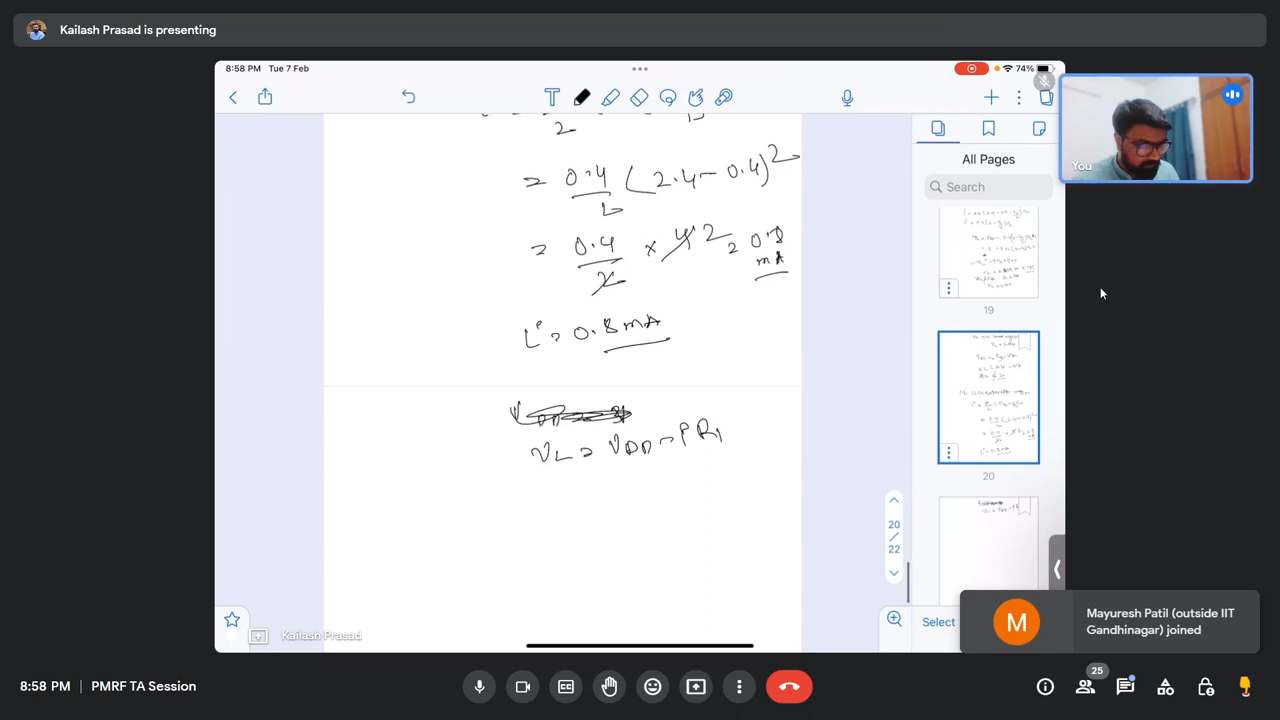 Kailash Prasad is presenting
8:58 PM Tue 7 Feb
74%
2
= 0.4 (2.4 - 0.4)2
2
= 0.4 × 4 2 = 0.8
2 mA
i = 0.8 mA
VL = VDD - iR1
You
All Pages
Search
19
20
20
/
22
Select
Kailash Prasad
M
Mayuresh Patil (outside IIT
Gandhinagar) joined
8:58 PM | PMRF TA Session
25